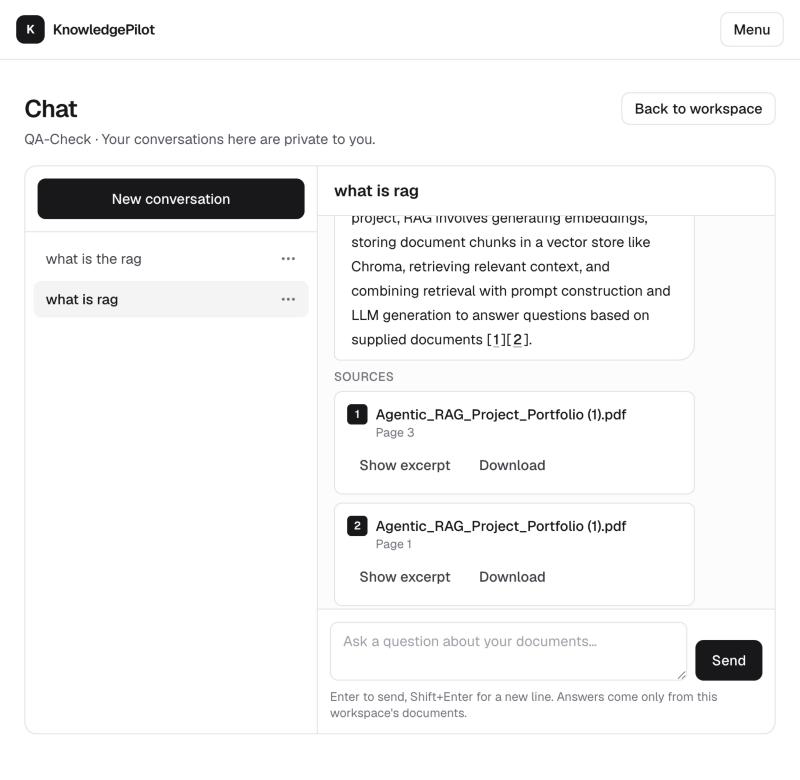 K KnowledgePilot
Menu
Chat
Back to workspace
QA-Check · Your conversations here are private to you.
New conversation
what is the rag
what is rag
what is rag
project, RAG involves generating embeddings,
storing document chunks in a vector store like
Chroma, retrieving relevant context, and
combining retrieval with prompt construction and
LLM generation to answer questions based on
supplied documents [1][2].
SOURCES
1 Agentic_RAG_Project_Portfolio (1).pdf
Page 3
Show excerpt Download
2 Agentic_RAG_Project_Portfolio (1).pdf
Page 1
Show excerpt Download
Ask a question about your documents...
Send
Enter to send, Shift+Enter for a new line. Answers come only from this
workspace's documents.